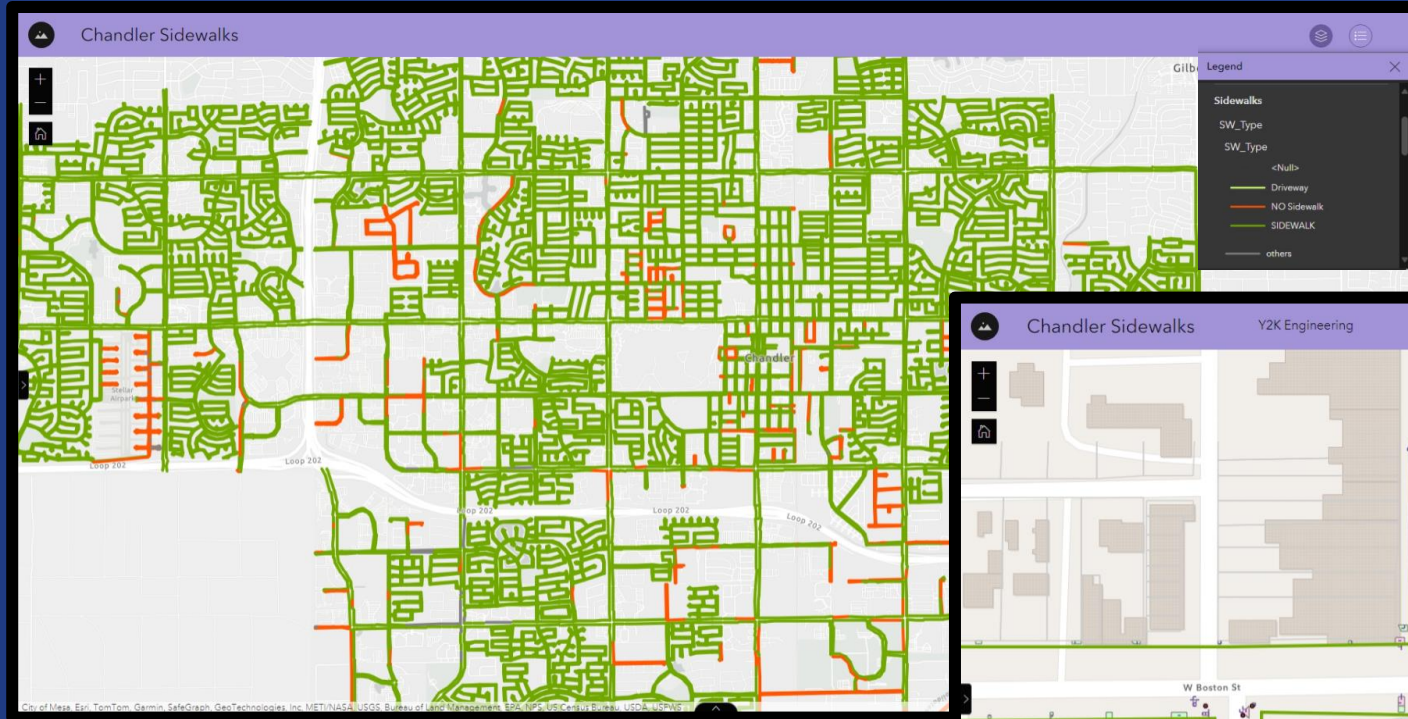 Chandler Sidewalks
Legend
Gilb
Sidewalks
SW_Type
SW_Type
<Null>
Driveway
NO Sidewalk
SIDEWALK
others
Chandler Sidewalks
Y2K Engineering
Chandler
Stellar
Airpark
Loop 202
Loop 202
Loop 202
Loop 202
Loop 202
W Boston St
City of Mesa, Esri, TomTom, Garmin, SafeGraph, GeoTechnologies, Inc, METI/NASA, USGS, Bureau of Land Management, EPA, NPS, US Census Bureau, USDA, USFWS